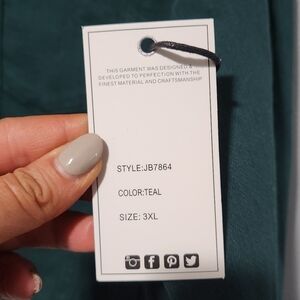 THIS GARMENT WAS DESIGNED &
DEVELOPED TO PERFECTION WITH THE
FINEST MATERIAL AND CRAFTSMANSHIP
STYLE:JB7864
COLOR:TEAL
SIZE: 3XL